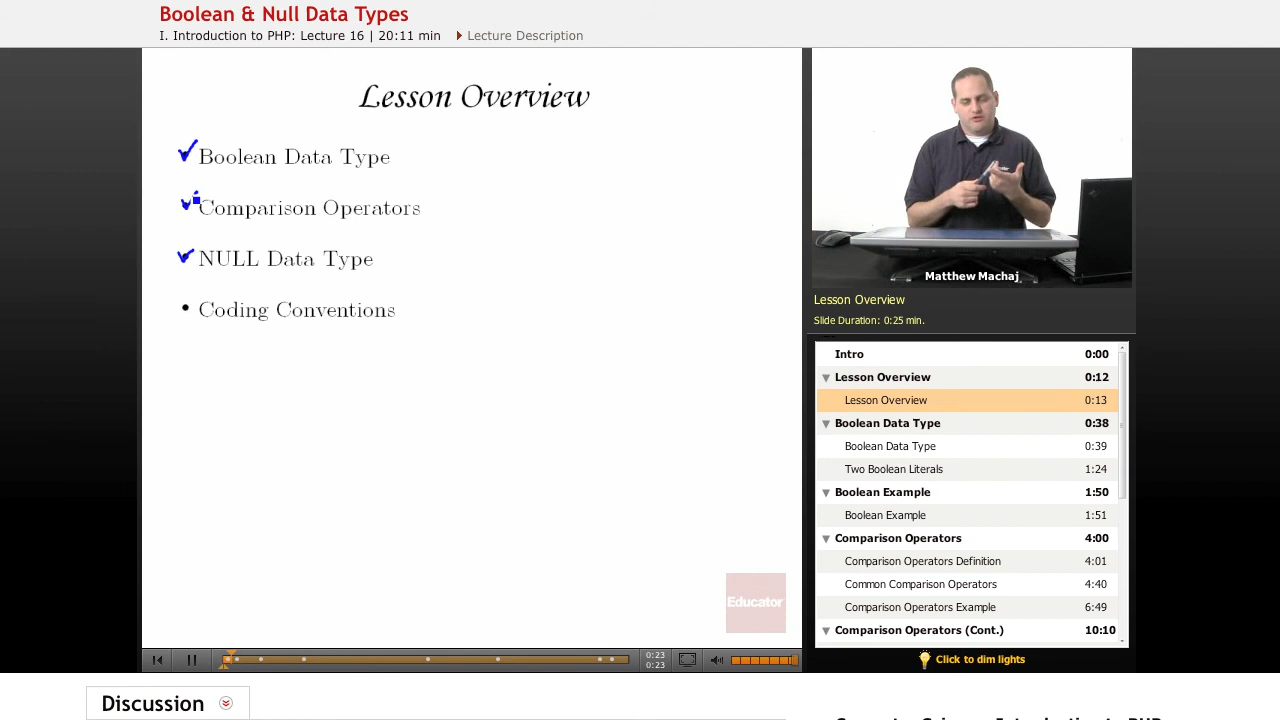 Boolean & Null Data Types
I. Introduction to PHP: Lecture 16 | 20:11 min
Lecture Description
Lesson Overview
Boolean Data Type
Comparison Operators
NULL Data Type
Coding Conventions
Educator
0:23
0:23
Matthew Machaj
Lesson Overview
Slide Duration: 0:25 min.
Intro 0:00
Lesson Overview 0:12
Lesson Overview 0:13
Boolean Data Type 0:38
Boolean Data Type 0:39
Two Boolean Literals 1:24
Boolean Example 1:50
Boolean Example 1:51
Comparison Operators 4:00
Comparison Operators Definition 4:01
Common Comparison Operators 4:40
Comparison Operators Example 6:49
Comparison Operators (Cont.) 10:10
Click to dim lights
Discussion